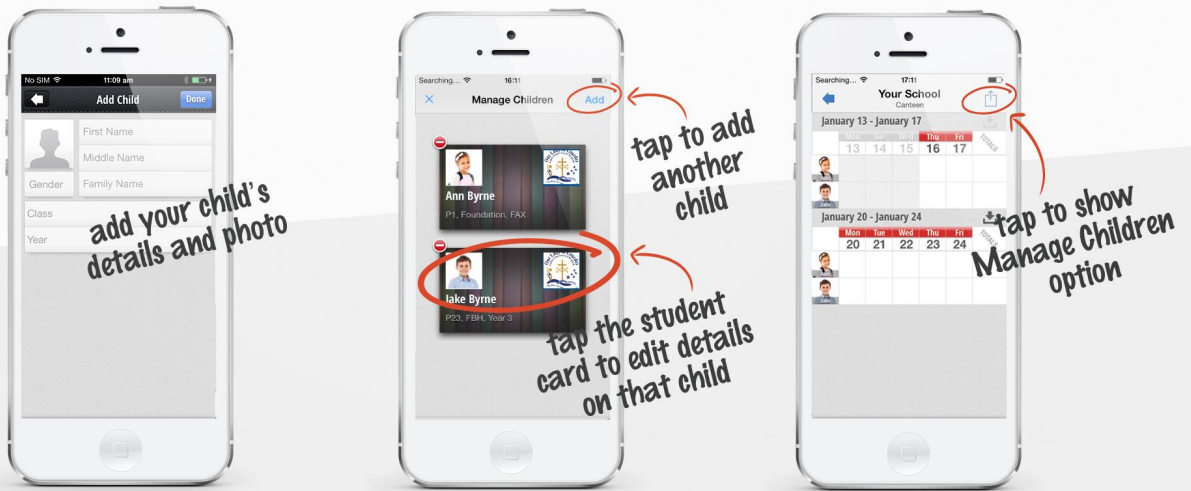 No SIM 11:09 am
Add Child Done
First Name
Middle Name
Gender Family Name
Class
Year
add your child's
details and photo
Searching... 16:11
Manage Children Add
Ann Byrne
P1, Foundation, FAX
Jake Byrne
P23, FBH, Year 3
tap to add
another
child
tap the student
card to edit details
on that child
Searching... 17:11
Your School
Canteen
January 13 - January 17
Mon Tue Wed Thu Fri TOTALS
13 14 15 16 17
January 20 - January 24
Mon Tue Wed Thu Fri TOTALS
20 21 22 23 24
tap to show
Manage Children
option